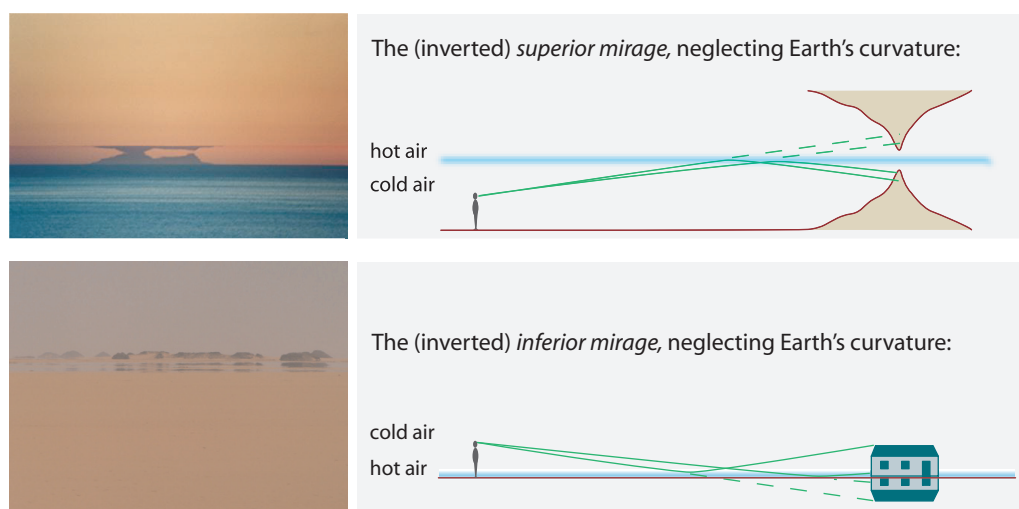 The (inverted) superior mirage, neglecting Earth’s curvature:
hot air
cold air
The (inverted) inferior mirage, neglecting Earth’s curvature:
cold air
hot air